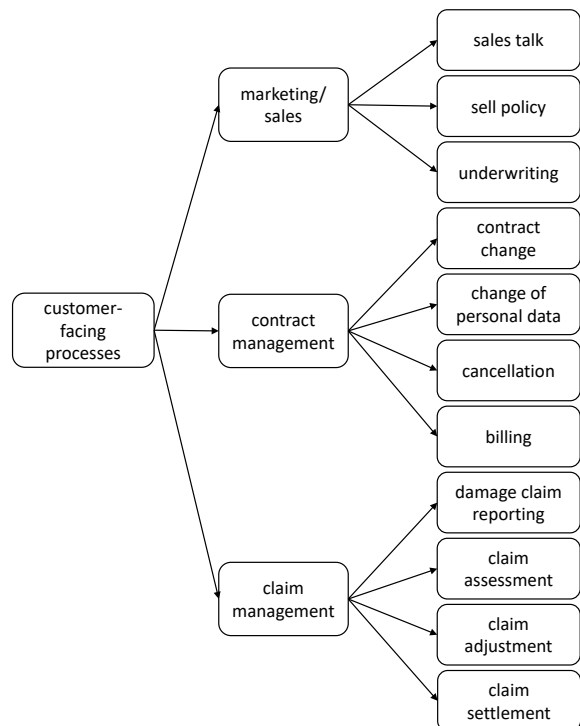 customer-
facing
processes
marketing/
sales
contract
management
claim
management
sales talk
sell policy
underwriting
contract
change
change of
personal data
cancellation
billing
damage claim
reporting
claim
assessment
claim
adjustment
claim
settlement